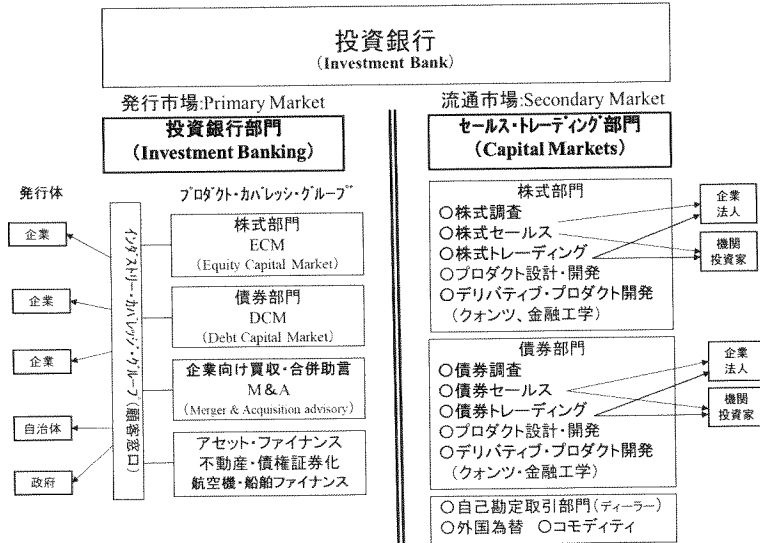 投資銀行
(Investment Bank)
発行市場:Primary Market
投資銀行部門
(Investment Banking)
発行体
企業
企業
企業
自治体
政府
インダストリー・カバレッジ・グループ(顧客窓口)
プロダクト・カバレッジ・グループ
株式部門
ECM
(Equity Capital Market)
債券部門
DCM
(Debt Capital Market)
企業向け買収・合併助言
M&A
(Merger & Acquisition advisory)
アセット・ファイナンス
不動産・債権証券化
航空機・船舶ファイナンス
流通市場:Secondary Market
セールス・トレーディング部門
(Capital Markets)
株式部門
○株式調査
○株式セールス
○株式トレーディング
○プロダクト設計・開発
○デリバティブ・プロダクト開発
(クォンツ、金融工学)
企業
法人
機関
投資家
債券部門
○債券調査
○債券セールス
○債券トレーディング
○プロダクト設計・開発
○デリバティブ・プロダクト開発
(クォンツ・金融工学)
企業
法人
機関
投資家
○自己勘定取引部門(ディーラー)
○外国為替 ○コモディティ